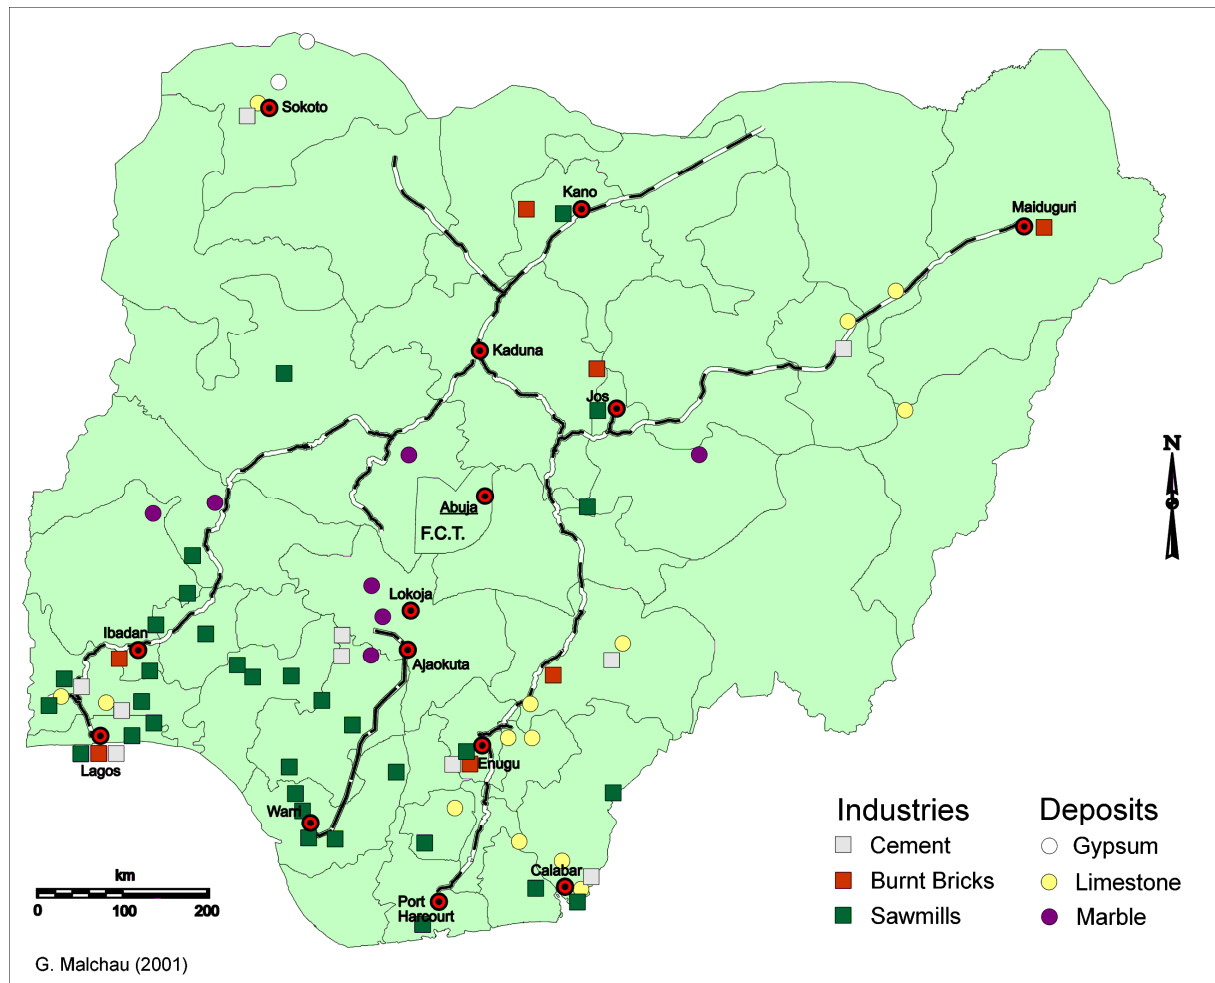 Sokoto
Kano
Maiduguri
Kaduna
Jos
N
Abuja
F.C.T.
Lokoja
Ibadan
Ajaokuta
Lagos
Enugu
Warri
Calabar
Port
Harcourt
Industries
Cement
Burnt Bricks
Sawmills
Deposits
Gypsum
Limestone
Marble
km
0 100 200
G. Malchau (2001)